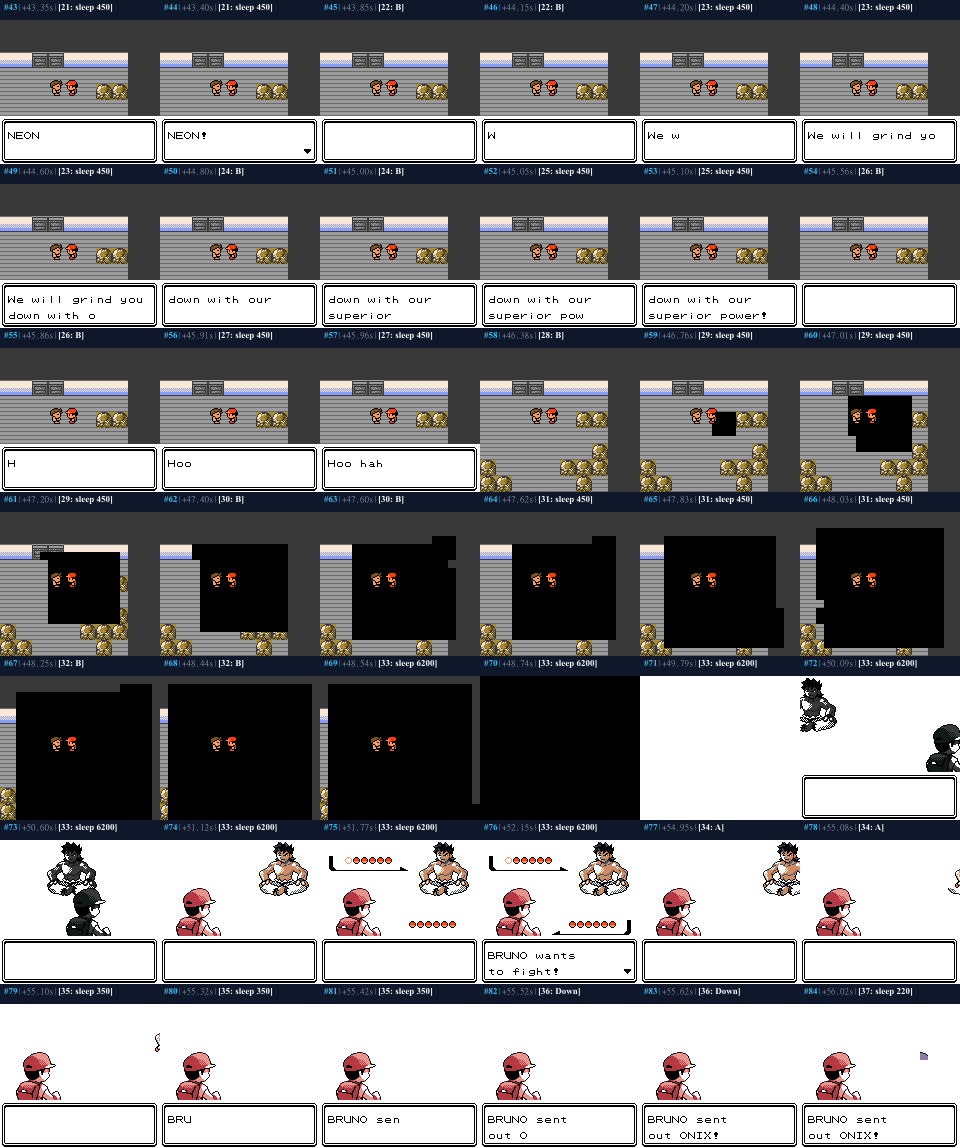 #43|+43.35s| [21: sleep 450]
#44|+43.40s| [21: sleep 450]
#45|+43.85s| [22: B]
#46|+44.15s| [22: B]
#47|+44.20s| [23: sleep 450]
#48|+44.40s| [23: sleep 450]
NEON
NEON!
W
We w
We will grind yo
#49|+44.60s| [23: sleep 450]
#50|+44.80s| [24: B]
#51|+45.00s| [24: B]
#52|+45.05s| [25: sleep 450]
#53|+45.10s| [25: sleep 450]
#54|+45.56s| [26: B]
We will grind you
down with o
down with our
down with our
superior
down with our
superior pow
down with our
superior power!
#55|+45.86s| [26: B]
#56|+45.91s| [27: sleep 450]
#57|+45.96s| [27: sleep 450]
#58|+46.38s| [28: B]
#59|+46.76s| [29: sleep 450]
#60|+47.01s| [29: sleep 450]
H
Hoo
Hoo hah
#61|+47.20s| [29: sleep 450]
#62|+47.40s| [30: B]
#63|+47.60s| [30: B]
#64|+47.62s| [31: sleep 450]
#65|+47.83s| [31: sleep 450]
#66|+48.03s| [31: sleep 450]
#67|+48.25s| [32: B]
#68|+48.44s| [32: B]
#69|+48.54s| [33: sleep 6200]
#70|+48.74s| [33: sleep 6200]
#71|+49.79s| [33: sleep 6200]
#72|+50.09s| [33: sleep 6200]
#73|+50.60s| [33: sleep 6200]
#74|+51.12s| [33: sleep 6200]
#75|+51.77s| [33: sleep 6200]
#76|+52.15s| [33: sleep 6200]
#77|+54.95s| [34: A]
#78|+55.08s| [34: A]
BRUNO wants
to fight!
#79|+55.10s| [35: sleep 350]
#80|+55.32s| [35: sleep 350]
#81|+55.42s| [35: sleep 350]
#82|+55.52s| [36: Down]
#83|+55.62s| [36: Down]
#84|+56.02s| [37: sleep 220]
BRU
BRUNO sen
BRUNO sent
out O
BRUNO sent
out ONIX!
BRUNO sent
out ONIX!